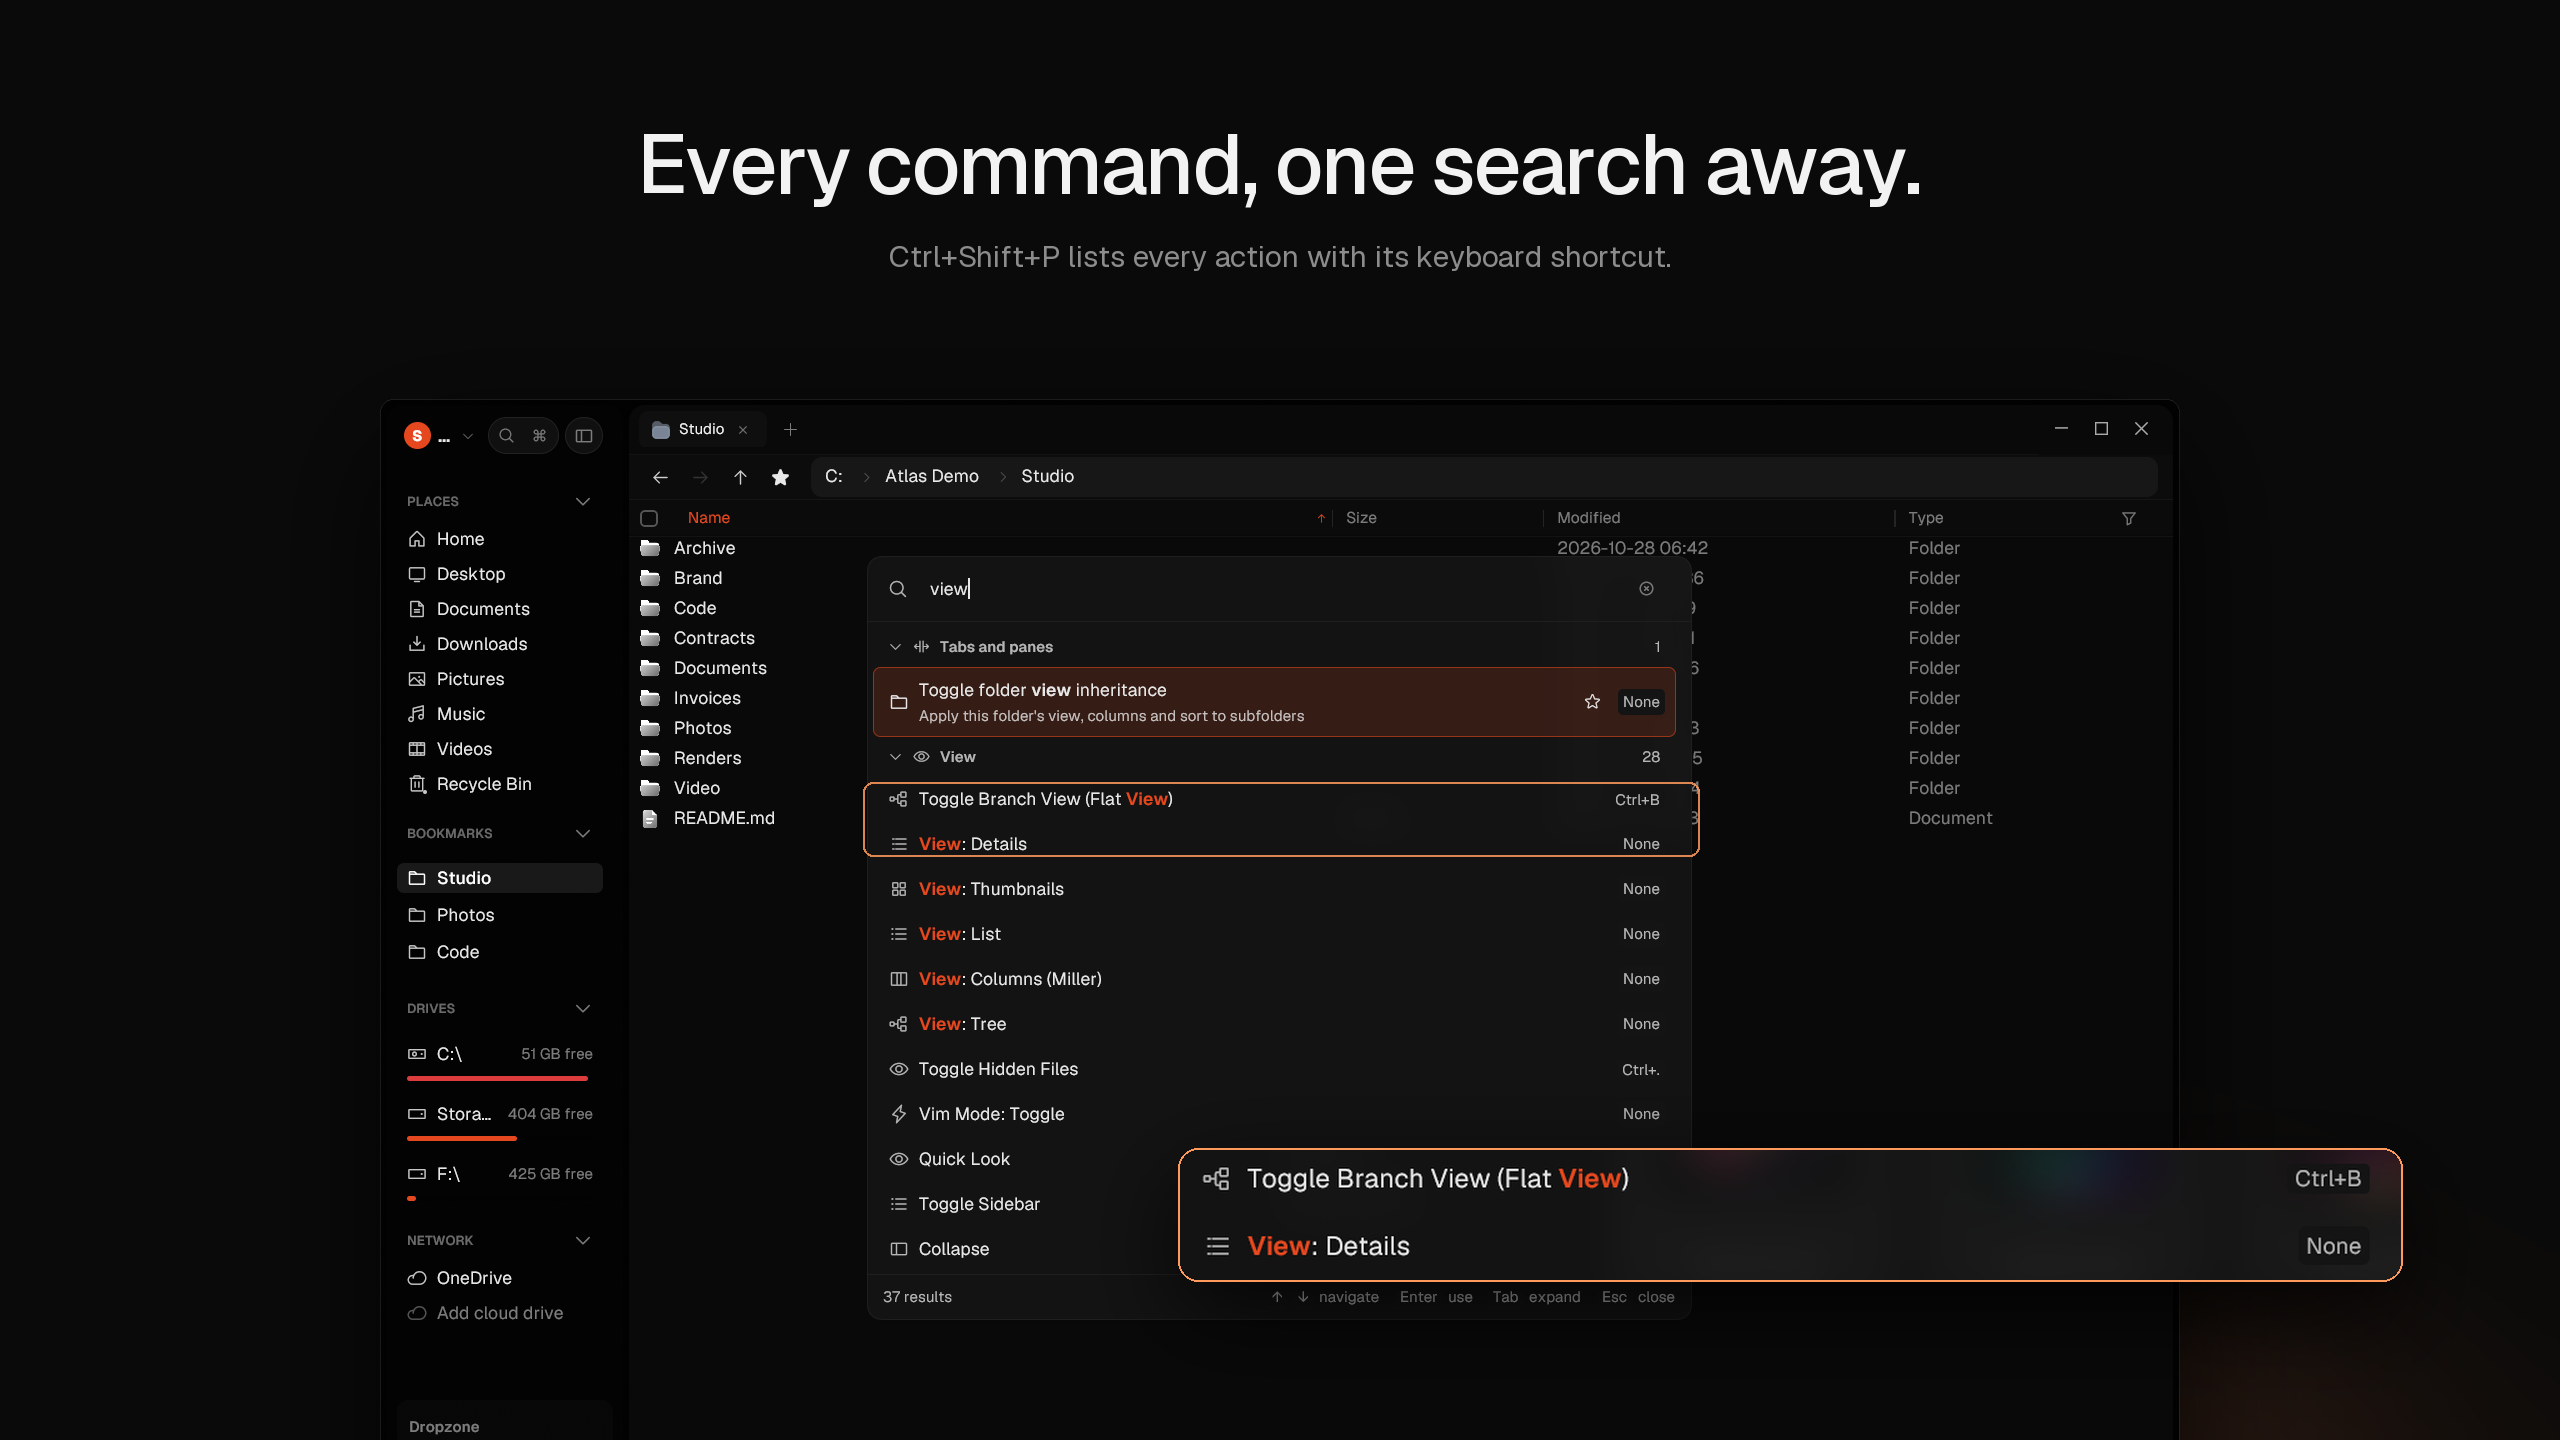 Every command, one search away.
Ctrl+Shift+P lists every action with its keyboard shortcut.
S ...
Studio
C: Atlas Demo Studio
PLACES
Home
Desktop
Documents
Downloads
Pictures
Music
Videos
Recycle Bin
BOOKMARKS
Studio
Photos
Code
DRIVES
C:\ 51 GB free
Stora... 404 GB free
F:\ 425 GB free
NETWORK
OneDrive
Add cloud drive
Dropzone
Name Size Modified Type
Archive 2026-10-28 06:42 Folder
Brand 6 Folder
Code 9 Folder
Contracts Folder
Documents 6 Folder
Invoices Folder
Photos 3 Folder
Renders 5 Folder
Video 4 Folder
README.md Document
view
Tabs and panes 1
Toggle folder view inheritance None
Apply this folder's view, columns and sort to subfolders
View 28
Toggle Branch View (Flat View) Ctrl+B
View: Details None
View: Thumbnails None
View: List None
View: Columns (Miller) None
View: Tree None
Toggle Hidden Files Ctrl+.
Vim Mode: Toggle None
Quick Look
Toggle Sidebar
Collapse
37 results ↑ ↓ navigate Enter use Tab expand Esc close
Toggle Branch View (Flat View) Ctrl+B
View: Details None